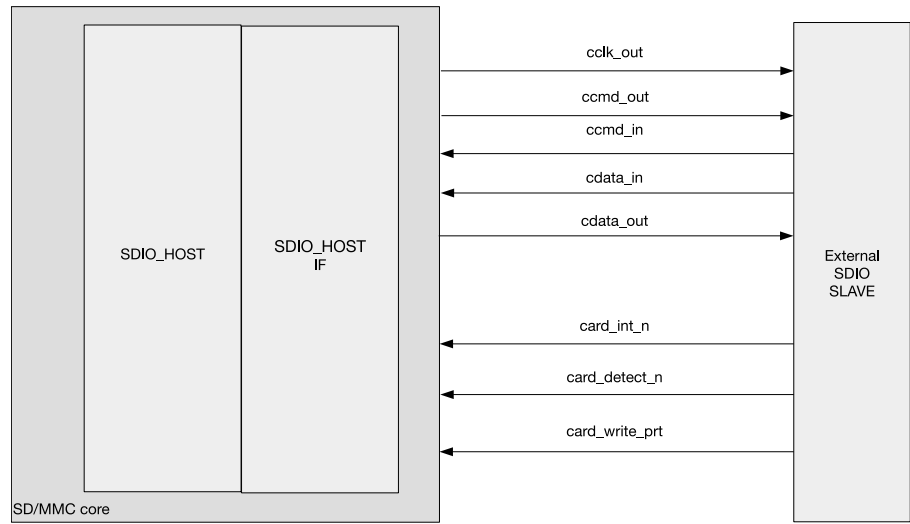 cclk_out
ccmd_out
ccmd_in
cdata_in
cdata_out
SDIO_HOST
SDIO_HOST
IF
External
SDIO
SLAVE
card_int_n
card_detect_n
card_write_prt
SD/MMC core